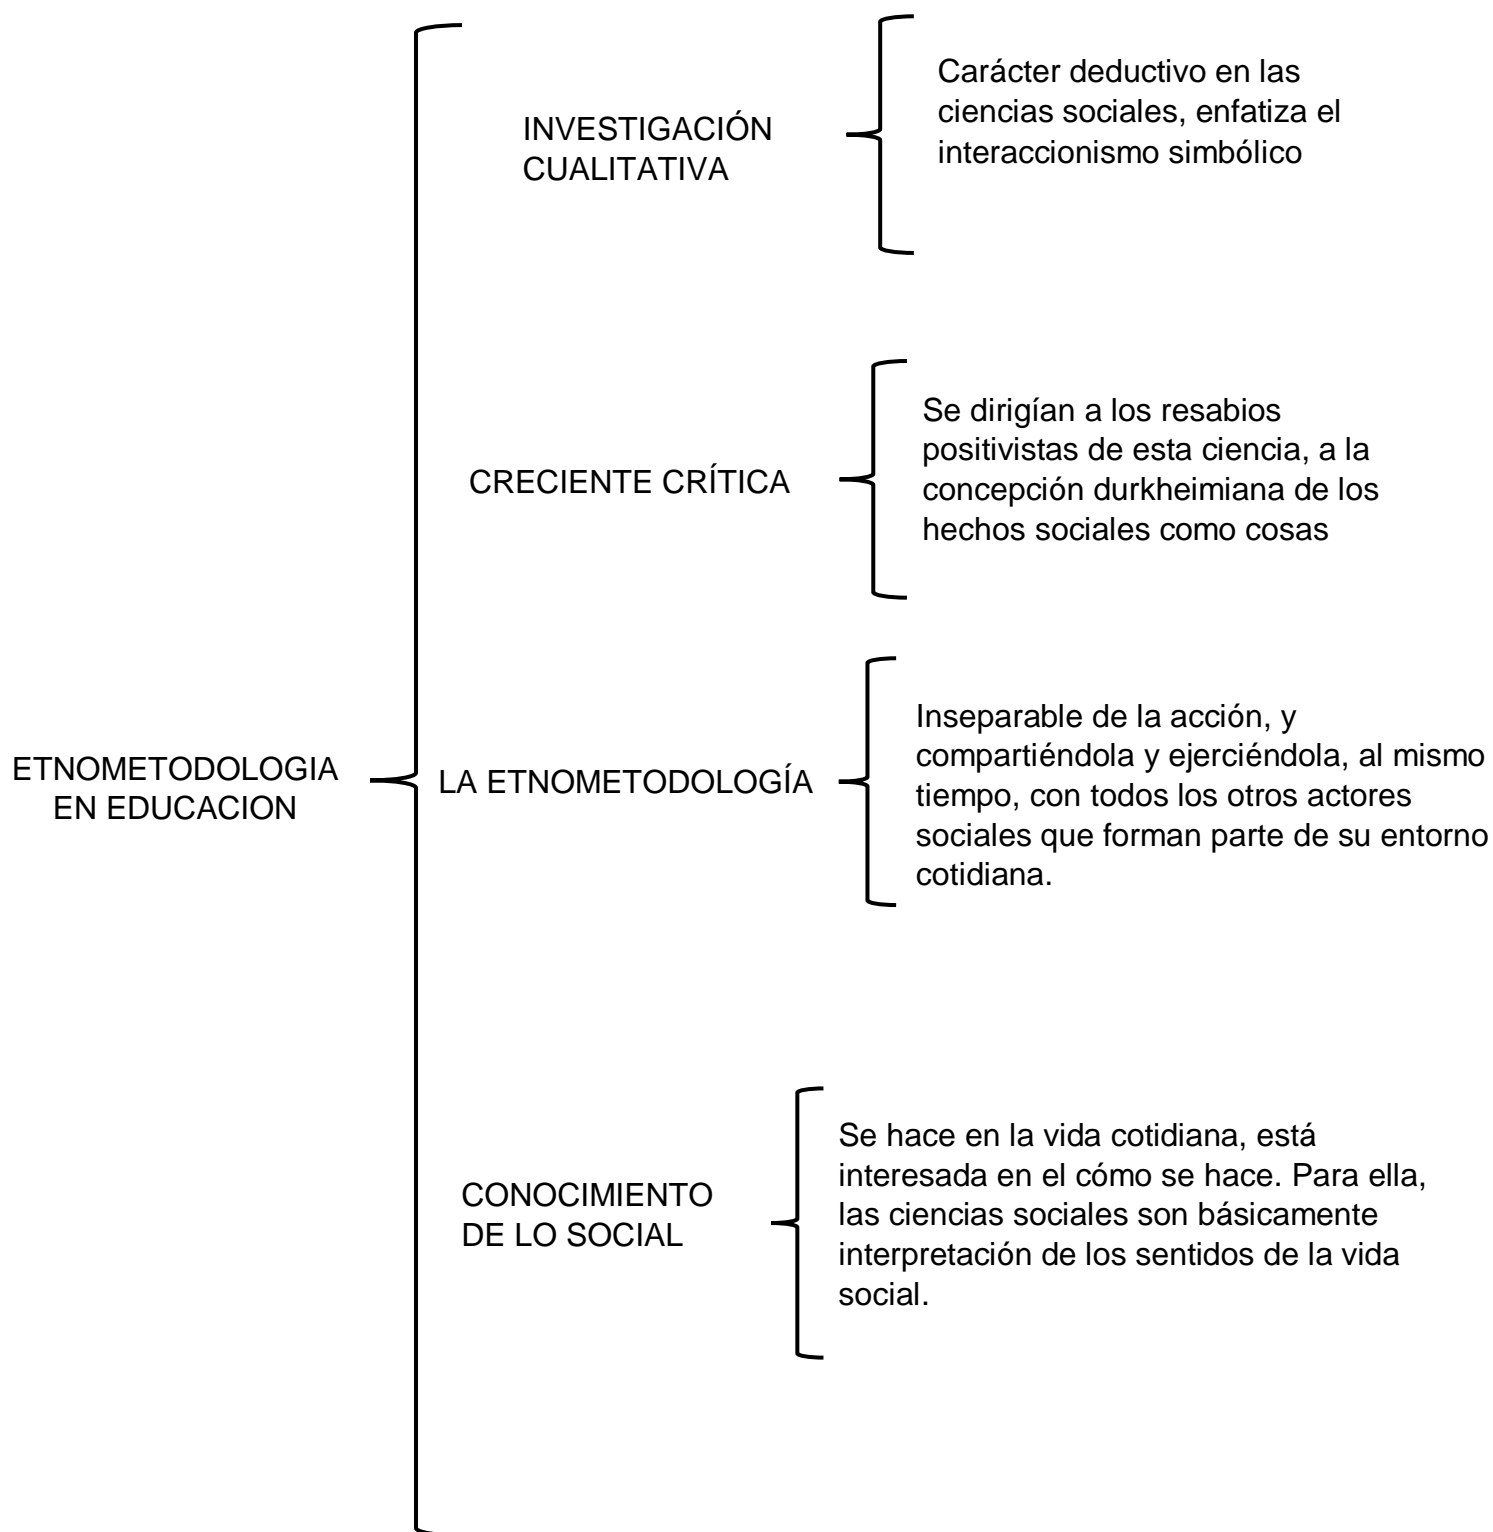 ETNOMETODOLOGIA
EN EDUCACION
INVESTIGACIÓN
CUALITATIVA
Carácter deductivo en las
ciencias sociales, enfatiza el
interaccionismo simbólico
CRECIENTE CRÍTICA
Se dirigían a los resabios
positivistas de esta ciencia, a la
concepción durkheimiana de los
hechos sociales como cosas
LA ETNOMETODOLOGÍA
Inseparable de la acción, y
compartiéndola y ejerciéndola, al mismo
tiempo, con todos los otros actores
sociales que forman parte de su entorno
cotidiana.
CONOCIMIENTO
DE LO SOCIAL
Se hace en la vida cotidiana, está
interesada en el cómo se hace. Para ella,
las ciencias sociales son básicamente
interpretación de los sentidos de la vida
social.